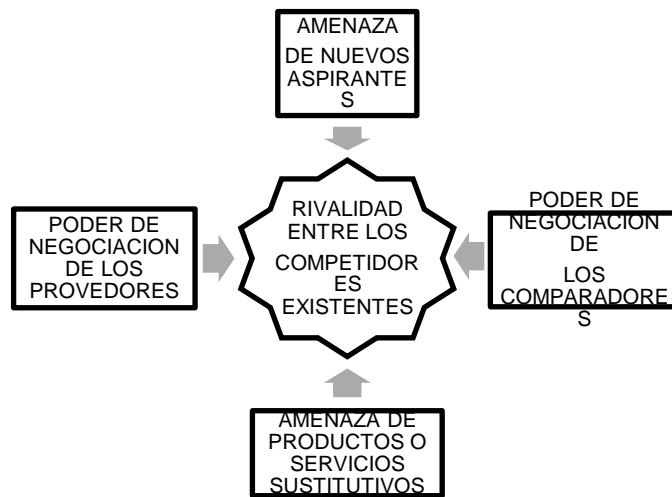 AMENAZA
DE NUEVOS
ASPIRANTE
S
PODER DE
NEGOCIACION
DE LOS
PROVEDORES
RIVALIDAD
ENTRE LOS
COMPETIDOR
ES
EXISTENTES
PODER DE
NEGOCIACION
DE
LOS
COMPARADORE
S
AMENAZA DE
PRODUCTOS O
SERVICIOS
SUSTITUTIVOS